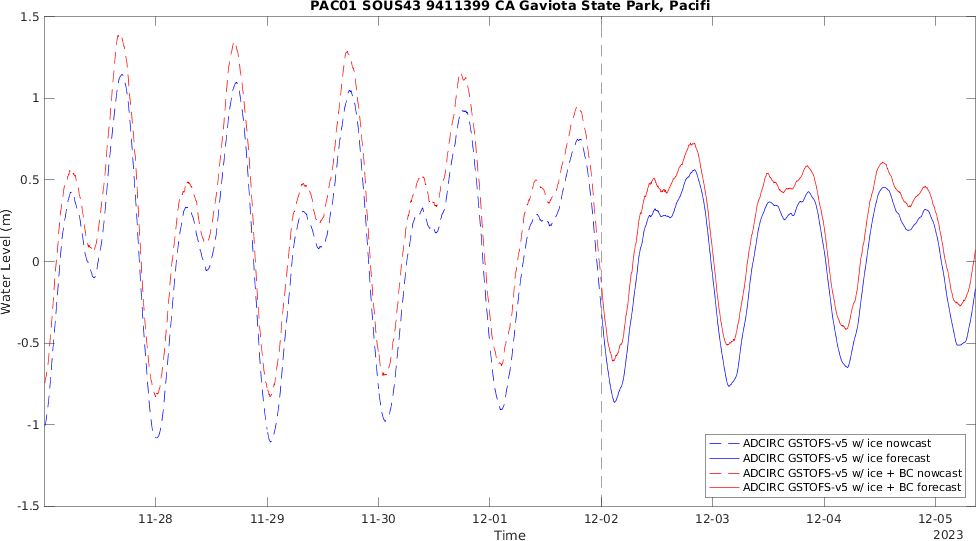 PAC01 SOUS43 9411399 CA Gaviota State Park, Pacifi
1.5
1
0.5
0
-0.5
-1
-1.5
Water Level (m)
11-28
11-29
11-30
12-01
12-02
12-03
12-04
12-05
Time
2023
ADCIRC GSTOFS-v5 w/ ice nowcast
ADCIRC GSTOFS-v5 w/ ice forecast
ADCIRC GSTOFS-v5 w/ ice + BC nowcast
ADCIRC GSTOFS-v5 w/ ice + BC forecast